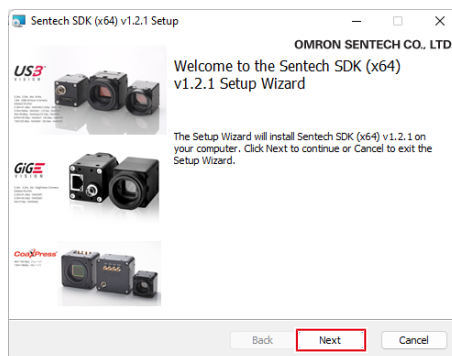 Sentech SDK (x64) v1.2.1 Setup
OMRON SENTECH CO., LTD
Welcome to the Sentech SDK (x64)
v1.2.1 Setup Wizard
USB3
VISION
The Setup Wizard will install Sentech SDK (x64) v1.2.1 on
your computer. Click Next to continue or Cancel to exit the
Setup Wizard.
GiGE
VISION
CoaXPress
Back
Next
Cancel